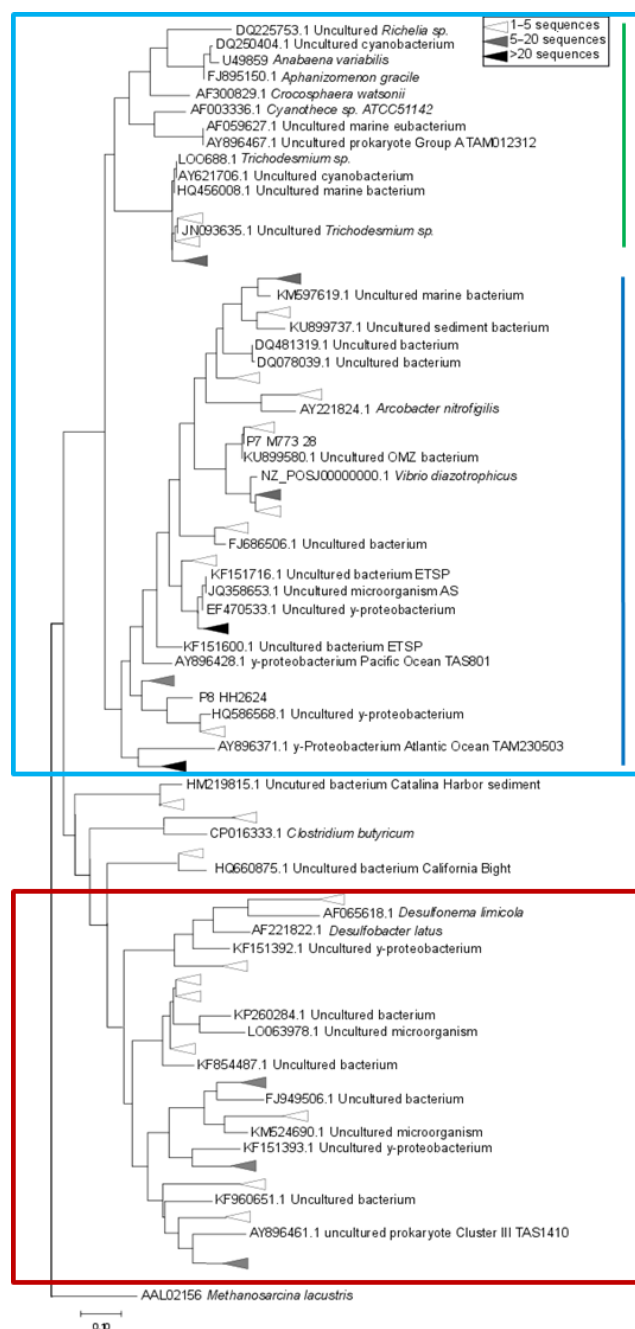 DQ225753.1 Uncultured Richelia sp.
1–5 sequences
DQ250404.1 Uncultured cyanobacterium
5–20 sequences
U49859 Anabaena variabilis
>20 sequences
FJ895150.1 Aphanizomenon gracile
AF300829.1 Crocosphaera watsonii
AF003336.1 Cyanothece sp. ATCC51142
AF059627.1 Uncultured marine eubacterium
AY896467.1 Uncultured prokaryote Group A TAM012312
LOO688.1 Trichodesmium sp.
AY621706.1 Uncultured cyanobacterium
HQ456008.1 Uncultured marine bacterium
JN093635.1 Uncultured Trichodesmium sp.
KM597619.1 Uncultured marine bacterium
KU899737.1 Uncultured sediment bacterium
DQ481319.1 Uncultured bacterium
DQ078039.1 Uncultured bacterium
AY221824.1 Arcobacter nitrofigilis
P7 M773 28
KU899580.1 Uncultured OMZ bacterium
NZ_POSJ00000000.1 Vibrio diazotrophicus
FJ686506.1 Uncultured bacterium
KF151716.1 Uncultured bacterium ETSP
JQ358653.1 Uncultured microorganism AS
EF470533.1 Uncultured y-proteobacterium
KF151600.1 Uncultured bacterium ETSP
AY896428.1 y-proteobacterium Pacific Ocean TAS801
P8 HH2624
HQ586568.1 Uncultured y-proteobacterium
AY896371.1 y-Proteobacterium Atlantic Ocean TAM230503
HM219815.1 Uncutured bacterium Catalina Harbor sediment
CP016333.1 Clostridium butyricum
HQ660875.1 Uncultured bacterium California Bight
AF065618.1 Desulfonema limicola
AF221822.1 Desulfobacter latus
KF151392.1 Uncultured y-proteobacterium
KP260284.1 Uncultured bacterium
LO063978.1 Uncultured microorganism
KF854487.1 Uncultured bacterium
FJ949506.1 Uncultured bacterium
KM524690.1 Uncultured microorganism
KF151393.1 Uncultured y-proteobacterium
KF960651.1 Uncultured bacterium
AY896461.1 uncultured prokaryote Cluster III TAS1410
AAL02156 Methanosarcina lacustris
0.10